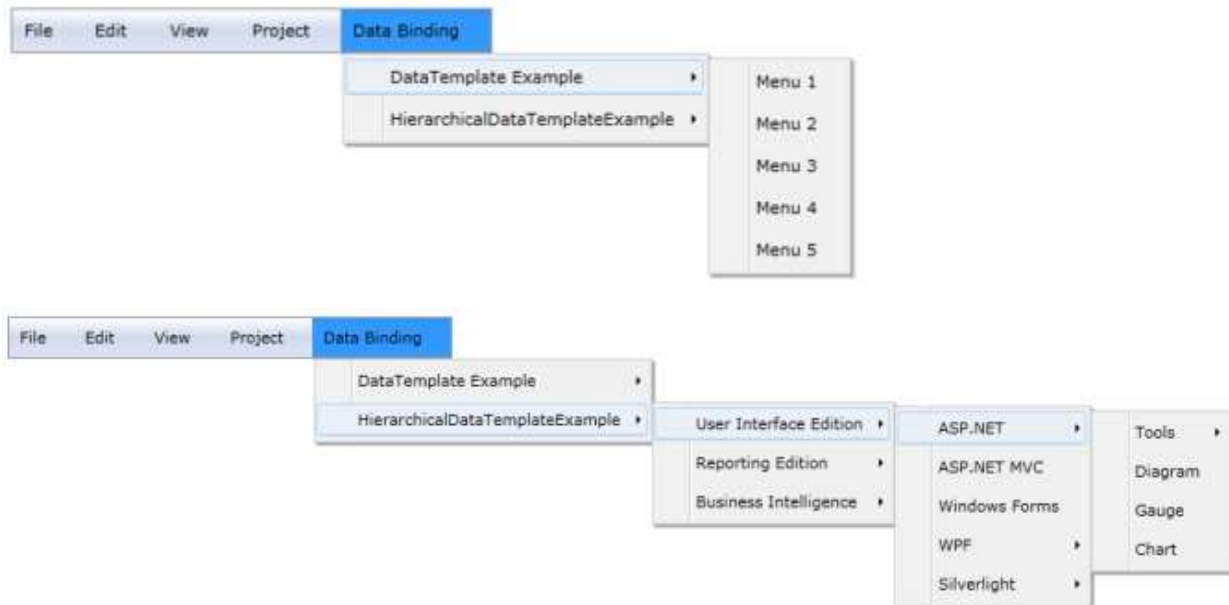 File Edit View Project Data Binding
DataTemplate Example
HierarchicalDataTemplateExample
Menu 1
Menu 2
Menu 3
Menu 4
Menu 5
File Edit View Project Data Binding
DataTemplate Example
HierarchicalDataTemplateExample
User Interface Edition
Reporting Edition
Business Intelligence
ASP.NET
ASP.NET MVC
Windows Forms
WPF
Silverlight
Tools
Diagram
Gauge
Chart